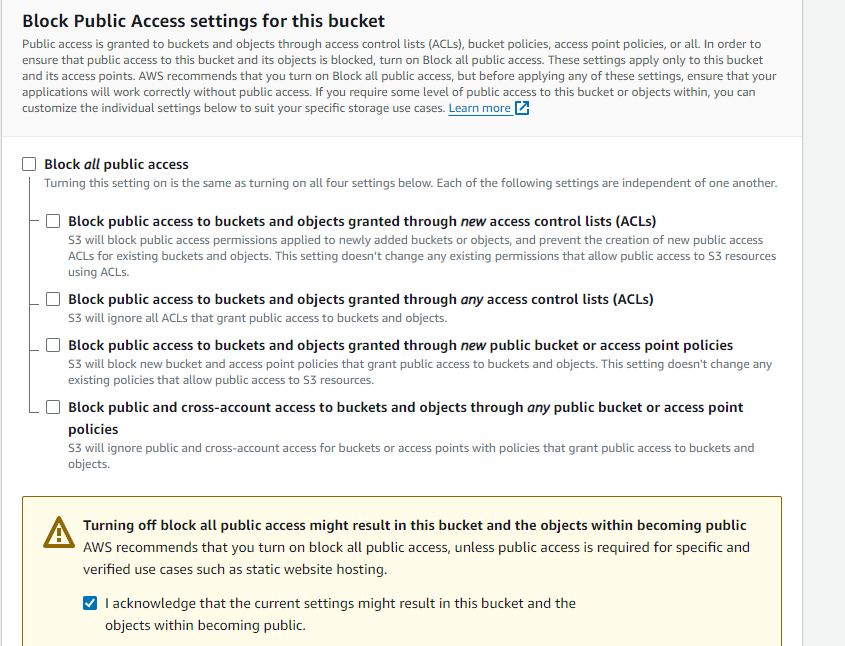 Block Public Access settings for this bucket
Public access is granted to buckets and objects through access control lists (ACLs), bucket policies, access point policies, or all. In order to
ensure that public access to this bucket and its objects is blocked, turn on Block all public access. These settings apply only to this bucket
and its access points. AWS recommends that you turn on Block all public access, but before applying any of these settings, ensure that your
applications will work correctly without public access. If you require some level of public access to this bucket or objects within, you can
customize the individual settings below to suit your specific storage use cases. Learn more
Block all public access
Turning this setting on is the same as turning on all four settings below. Each of the following settings are independent of one another.
Block public access to buckets and objects granted through new access control lists (ACLs)
S3 will block public access permissions applied to newly added buckets or objects, and prevent the creation of new public access
ACLs for existing buckets and objects. This setting doesn't change any existing permissions that allow public access to S3 resources
using ACLs.
Block public access to buckets and objects granted through any access control lists (ACLs)
S3 will ignore all ACLs that grant public access to buckets and objects.
Block public access to buckets and objects granted through new public bucket or access point policies
S3 will block new bucket and access point policies that grant public access to buckets and objects. This setting doesn't change any
existing policies that allow public access to S3 resources.
Block public and cross-account access to buckets and objects through any public bucket or access point
policies
S3 will ignore public and cross-account access for buckets or access points with policies that grant public access to buckets and
objects.
Turning off block all public access might result in this bucket and the objects within becoming public
AWS recommends that you turn on block all public access, unless public access is required for specific and
verified use cases such as static website hosting.
I acknowledge that the current settings might result in this bucket and the
objects within becoming public.